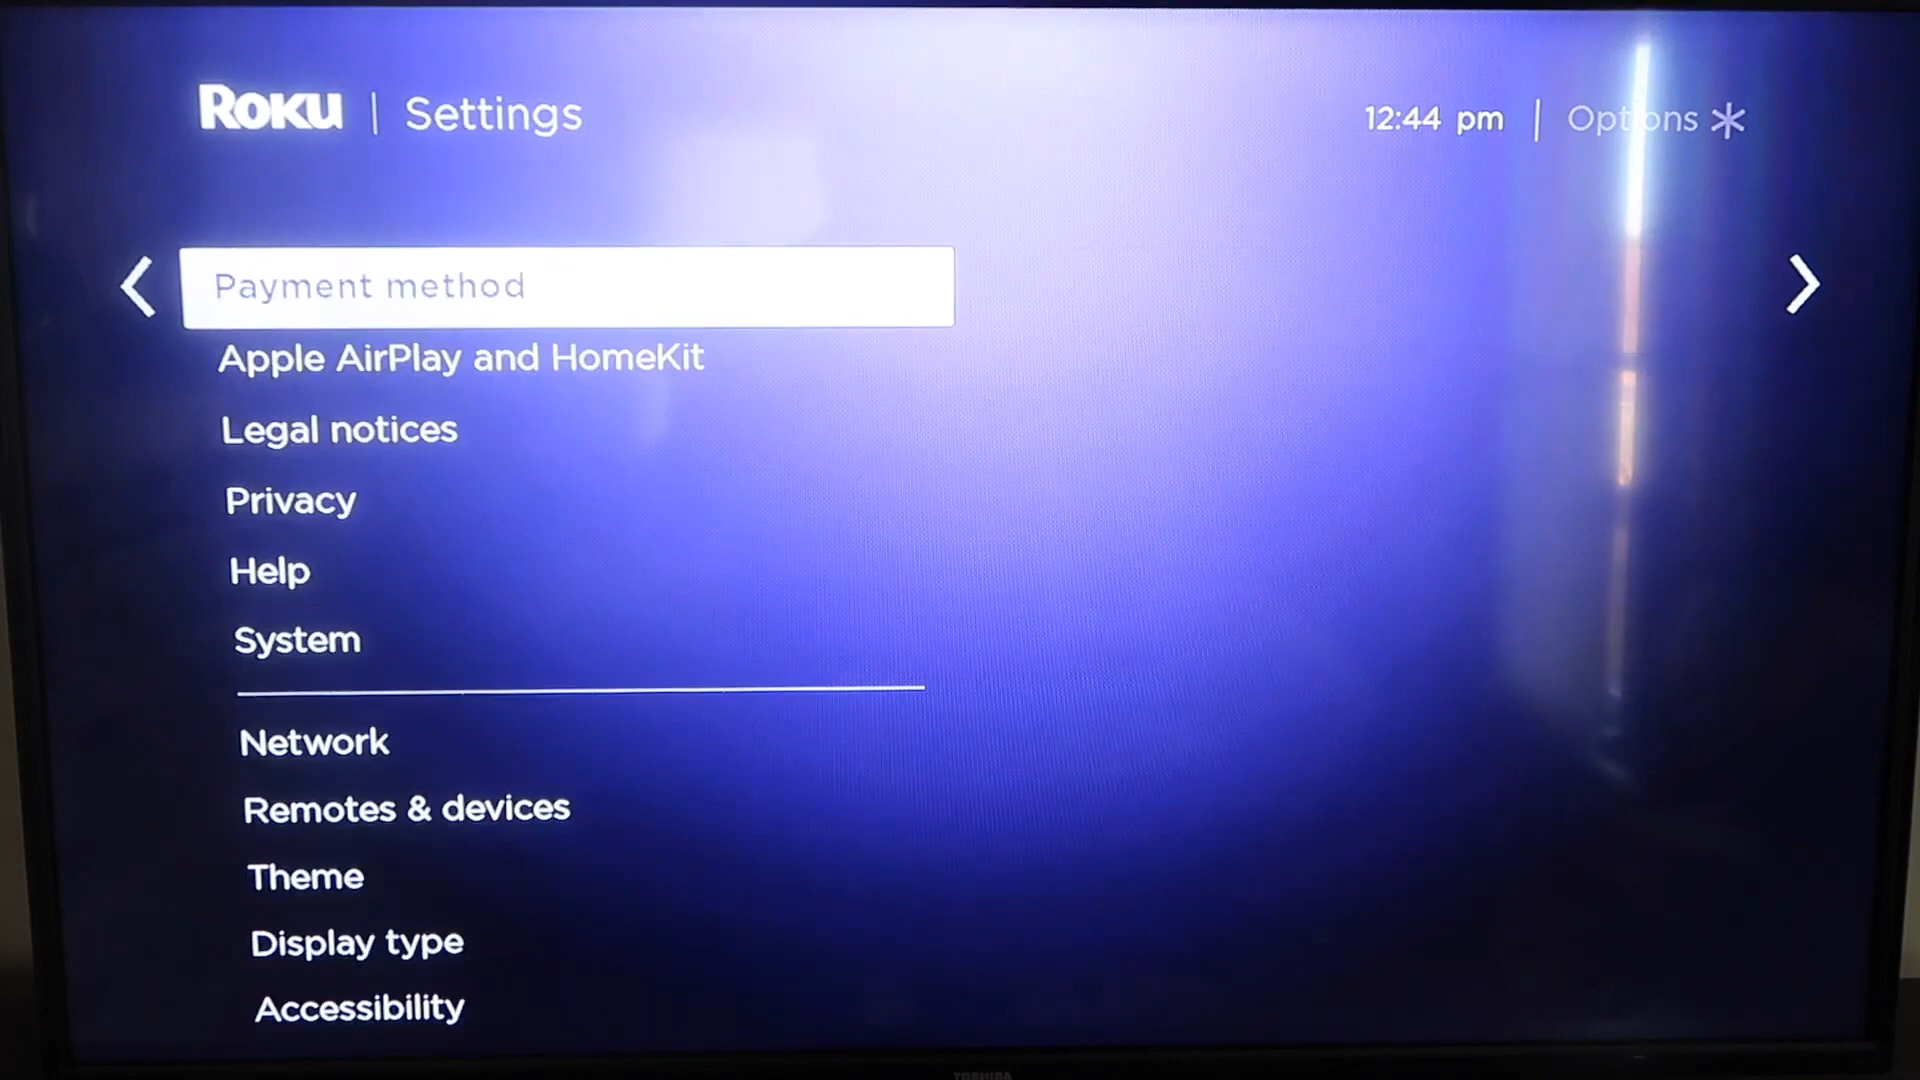 Roku | Settings
12:44 pm | Options *
Payment method
Apple AirPlay and HomeKit
Legal notices
Privacy
Help
System
Network
Remotes & devices
Theme
Display type
Accessibility
TOSHIBA